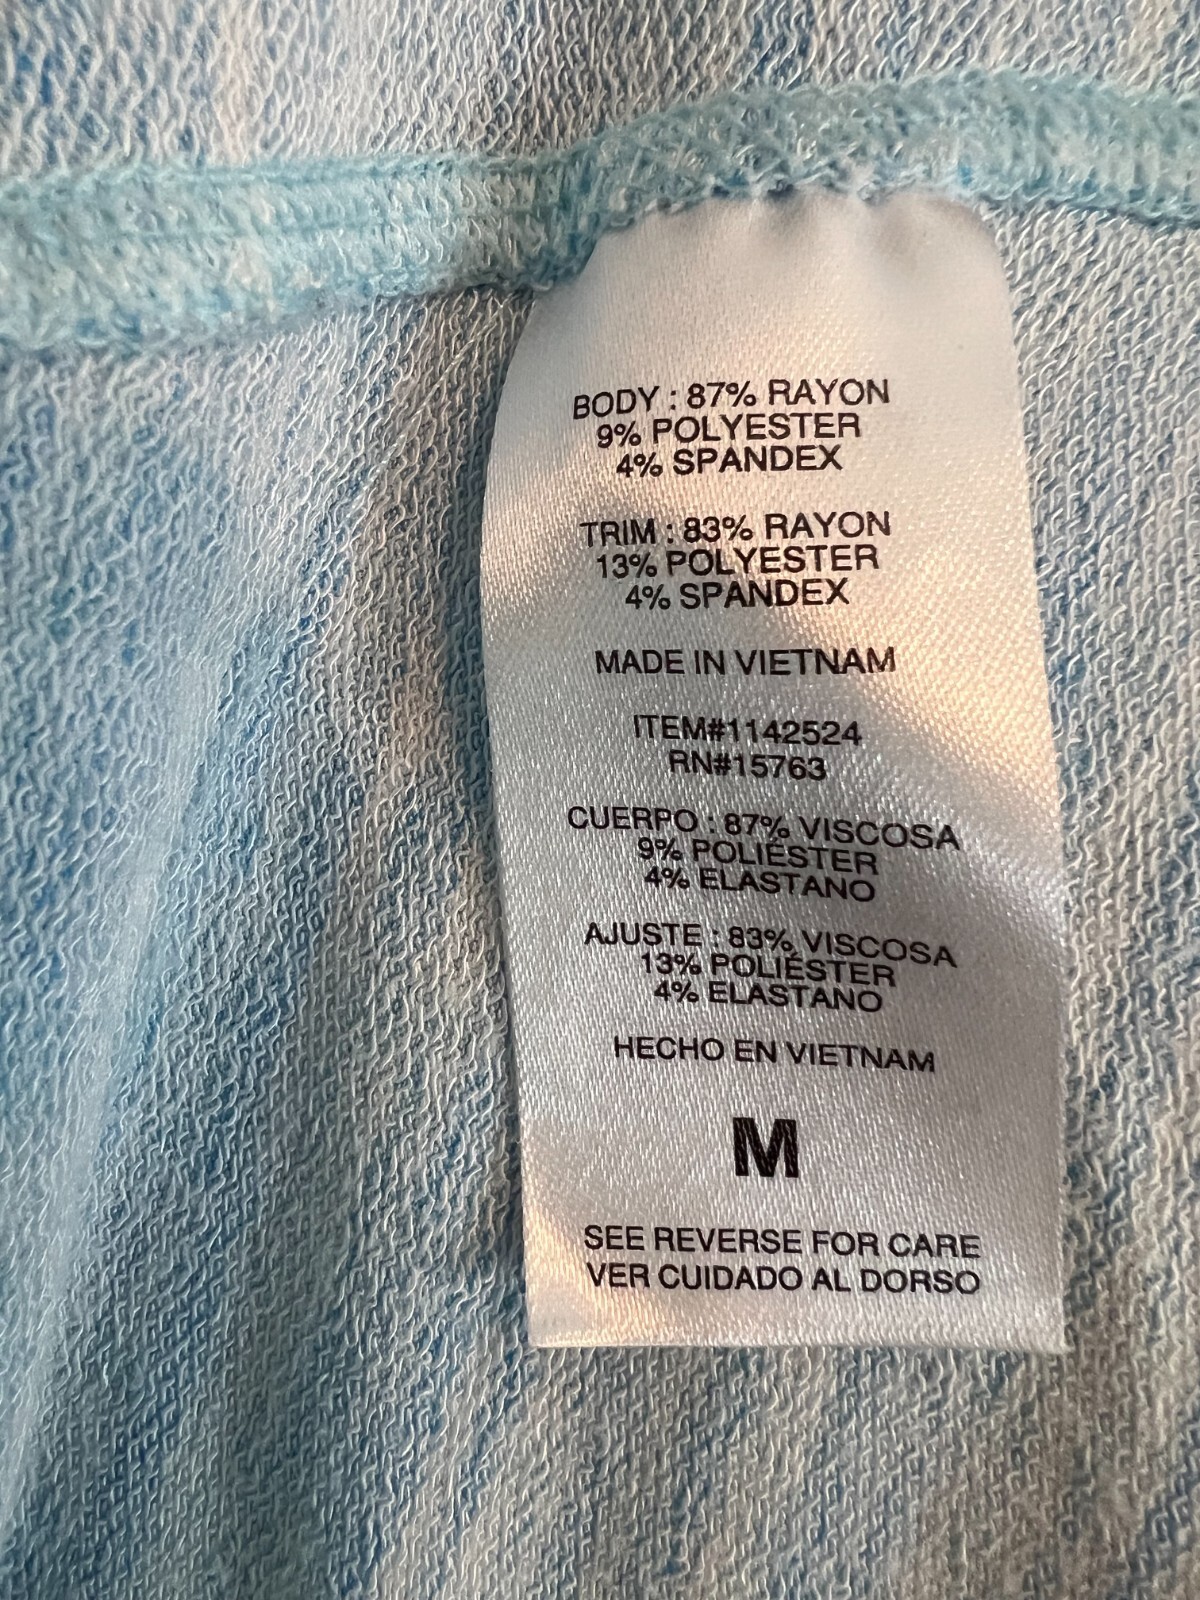 BODY : 87% RAYON
9% POLYESTER
4% SPANDEX
TRIM : 83% RAYON
13% POLYESTER
4% SPANDEX
MADE IN VIETNAM
ITEM#1142524
RN#15763
CUERPO : 87% VISCOSA
9% POLIÉSTER
4% ELASTANO
AJUSTE : 83% VISCOSA
13% POLIÉSTER
4% ELASTANO
HECHO EN VIETNAM
M
SEE REVERSE FOR CARE
VER CUIDADO AL DORSO